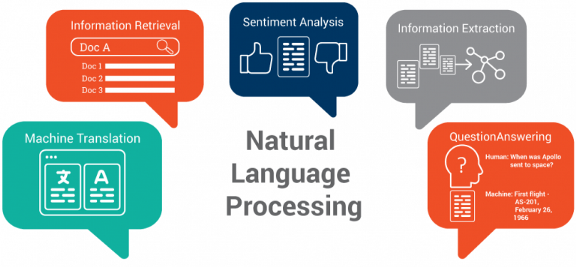 Information Retrieval
Doc A
Doc 1
Doc 2
Doc 3
Sentiment Analysis
Information Extraction
Machine Translation
文 A
Natural
Language
Processing
QuestionAnswering
?
Human: When was Apollo
sent to space?
Machine: First flight -
AS-201,
February 26,
1966